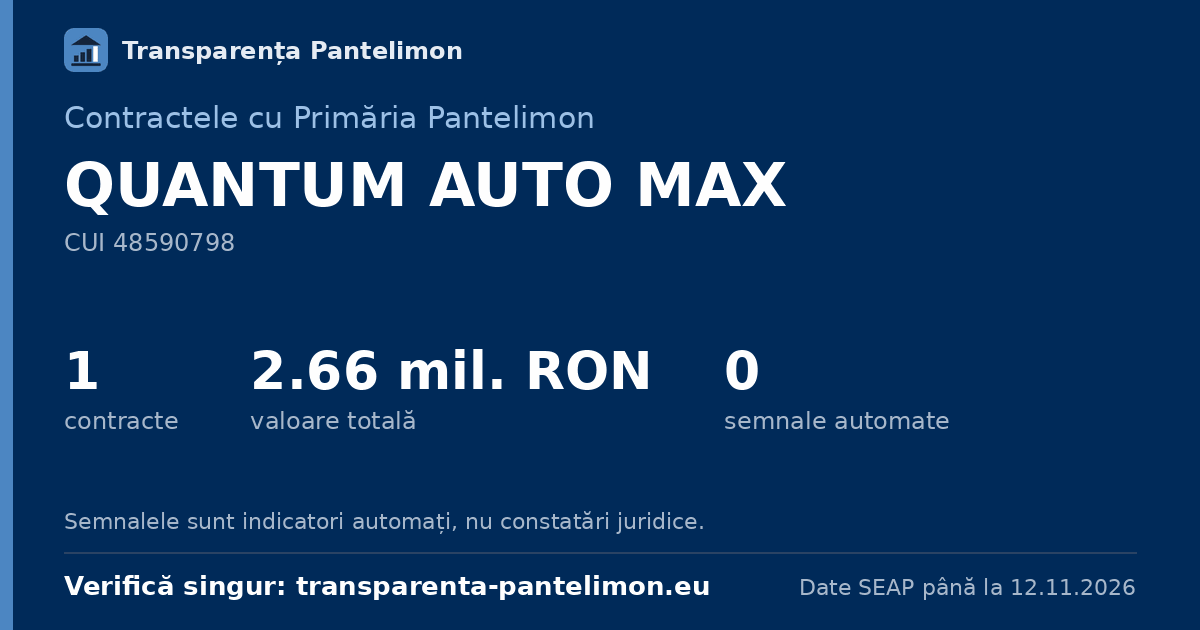 Transparența Pantelimon
Contractele cu Primăria Pantelimon
QUANTUM AUTO MAX
CUI 48590798
1
contracte
2.66 mil. RON
valoare totală
0
semnale automate
Semnalele sunt indicatori automați, nu constatări juridice.
Verifică singur: transparenta-pantelimon.eu
Date SEAP până la 12.11.2026